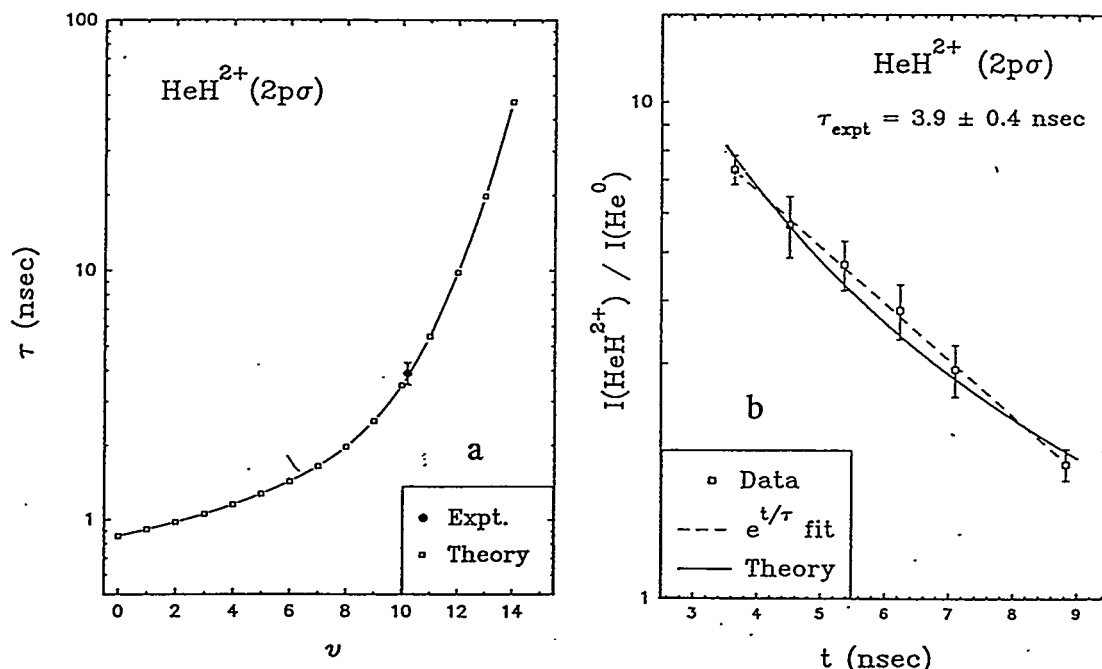 100
10
1
τ (nsec)
HeH²⁺(2pσ)
a
● Expt.
□ Theory
0 2 4 6 8 10 12 14
υ
10
1
I(HeH²⁺) / I(He⁰)
HeH²⁺ (2pσ)
τexpt = 3.9 ± 0.4 nsec
b
□ Data
--- e^t/τ fit
— Theory
3 4 5 6 7 8 9
t (nsec)